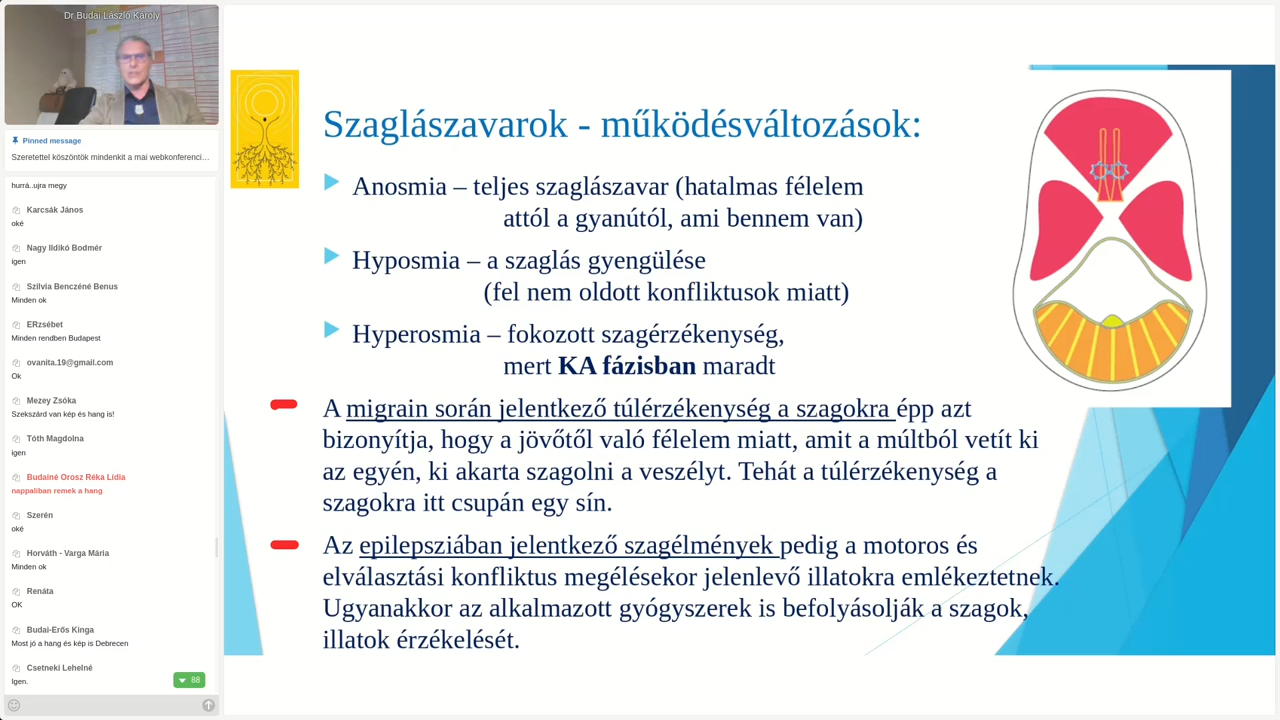 Dr Budai László Károly
Pinned message
Szeretettel köszöntök mindenkit a mai webkonferenci…
hurrá..ujra megy
Karcsák János
oké
Nagy Ildikó Bodmér
igen
Szilvia Benczéné Benus
Minden ok
ERzsébet
Minden rendben Budapest
ovanita.19@gmail.com
Ok
Mezey Zsóka
Szekszárd van kép és hang is!
Tóth Magdolna
igen
Budainé Orosz Réka Lídia
nappaliban remek a hang
Szerén
oké
Horváth - Varga Mária
Minden ok
Renáta
OK
Budai-Erős Kinga
Most jó a hang és kép is Debrecen
Csetneki Lehelné
Igen.
88
Szaglászavarok - működésváltozások:
Anosmia – teljes szaglászavar (hatalmas félelem
attól a gyanútól, ami bennem van)
Hyposmia – a szaglás gyengülése
(fel nem oldott konfliktusok miatt)
Hyperosmia – fokozott szagérzékenység,
mert KA fázisban maradt
A migrain során jelentkező túlérzékenység a szagokra épp azt
bizonyítja, hogy a jövőtől való félelem miatt, amit a múltból vetít ki
az egyén, ki akarta szagolni a veszélyt. Tehát a túlérzékenység a
szagokra itt csupán egy sín.
Az epilepsziában jelentkező szagélmények pedig a motoros és
elválasztási konfliktus megélésekor jelenlevő illatokra emlékeztetnek.
Ugyanakkor az alkalmazott gyógyszerek is befolyásolják a szagok,
illatok érzékelését.